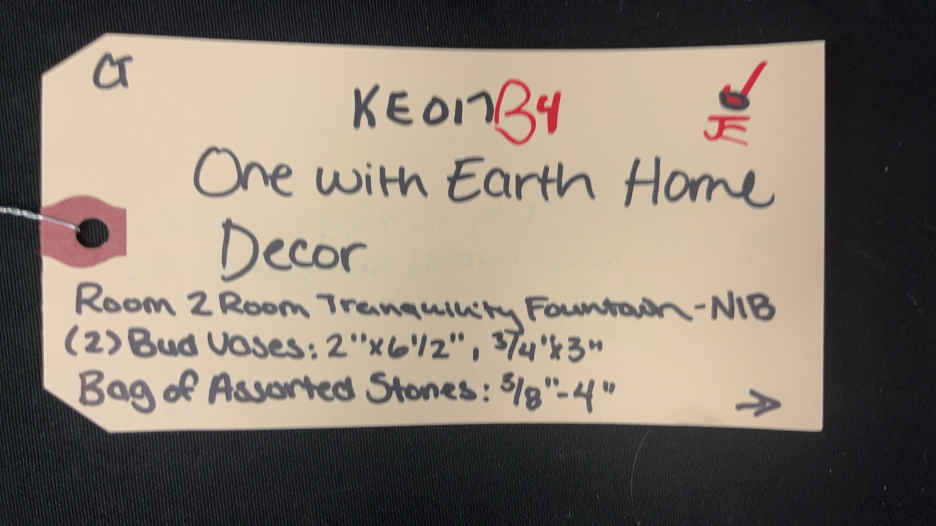 CT
KE017B4
JE
One with Earth Home
Decor
Room 2 Room Tranquility Fountain-NIB
(2) Bud Vases: 2"x6 1/2", 3/4"x3"
Bag of Assorted Stones: 5/8"-4"